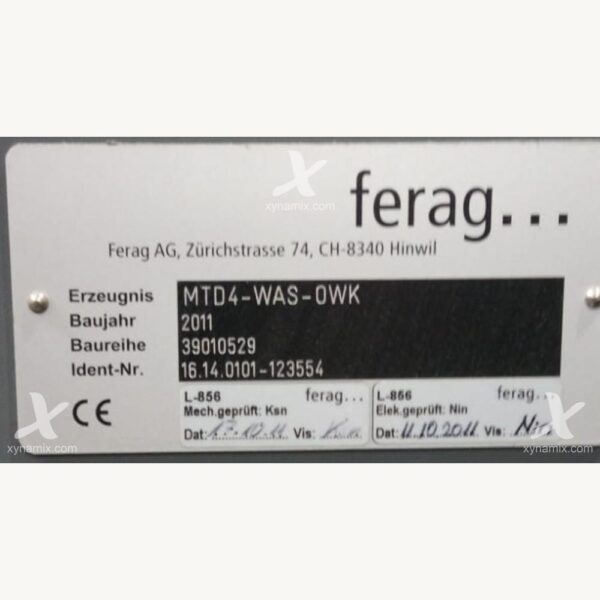 X
xynamix.com
ferag...
Ferag AG, Zürichstrasse 74, CH-8340 Hinwil
Erzeugnis MTD4-WAS-OWK
Baujahr 2011
Baureihe 39010529
Ident-Nr. 16.14.0101-123554
CE
L-856 ferag...
Mech.geprüft: Ksn
Dat: Vis:
L-856 ferag...
Elek.geprüft: Nin
Dat: 11.10.2011 Vis: Nin
X
xynamix.com
X
xynamix.com